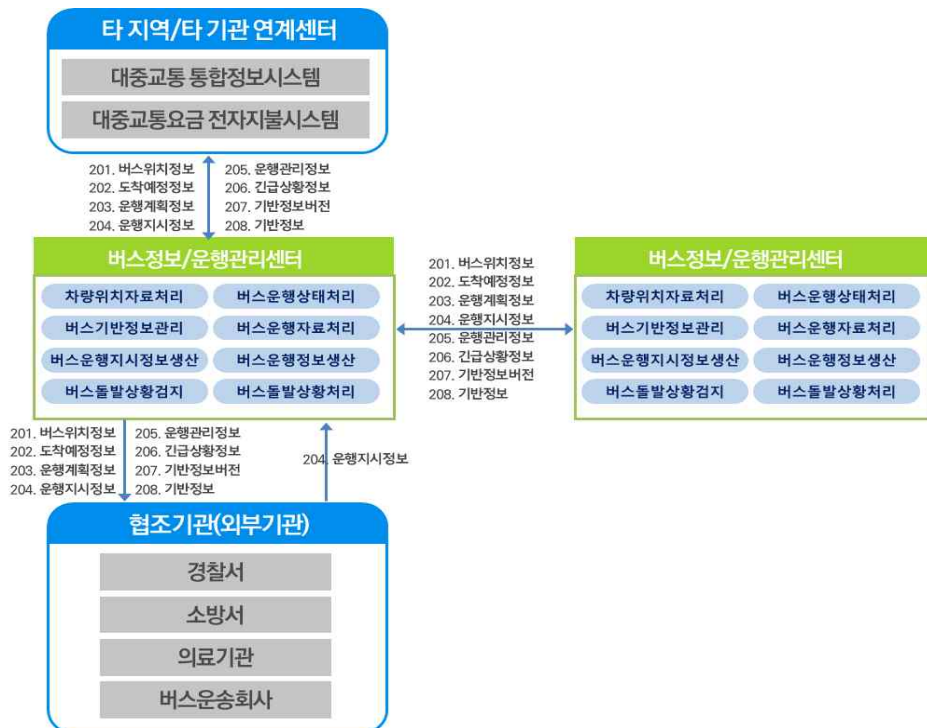 타 지역/타 기관 연계센터
대중교통 통합정보시스템
대중교통요금 전자지불시스템
201. 버스위치정보
202. 도착예정정보
203. 운행계획정보
204. 운행지시정보
205. 운행관리정보
206. 긴급상황정보
207. 기반정보버전
208. 기반정보
버스정보/운행관리센터
차량위치자료처리 버스운행상태처리
버스기반정보관리 버스운행자료처리
버스운행지시정보생산 버스운행정보생산
버스돌발상황검지 버스돌발상황처리
201. 버스위치정보
202. 도착예정정보
203. 운행계획정보
204. 운행지시정보
205. 운행관리정보
206. 긴급상황정보
207. 기반정보버전
208. 기반정보
버스정보/운행관리센터
차량위치자료처리 버스운행상태처리
버스기반정보관리 버스운행자료처리
버스운행지시정보생산 버스운행정보생산
버스돌발상황검지 버스돌발상황처리
201. 버스위치정보
202. 도착예정정보
203. 운행계획정보
204. 운행지시정보
205. 운행관리정보
206. 긴급상황정보
207. 기반정보버전
208. 기반정보
204. 운행지시정보
협조기관(외부기관)
경찰서
소방서
의료기관
버스운송회사